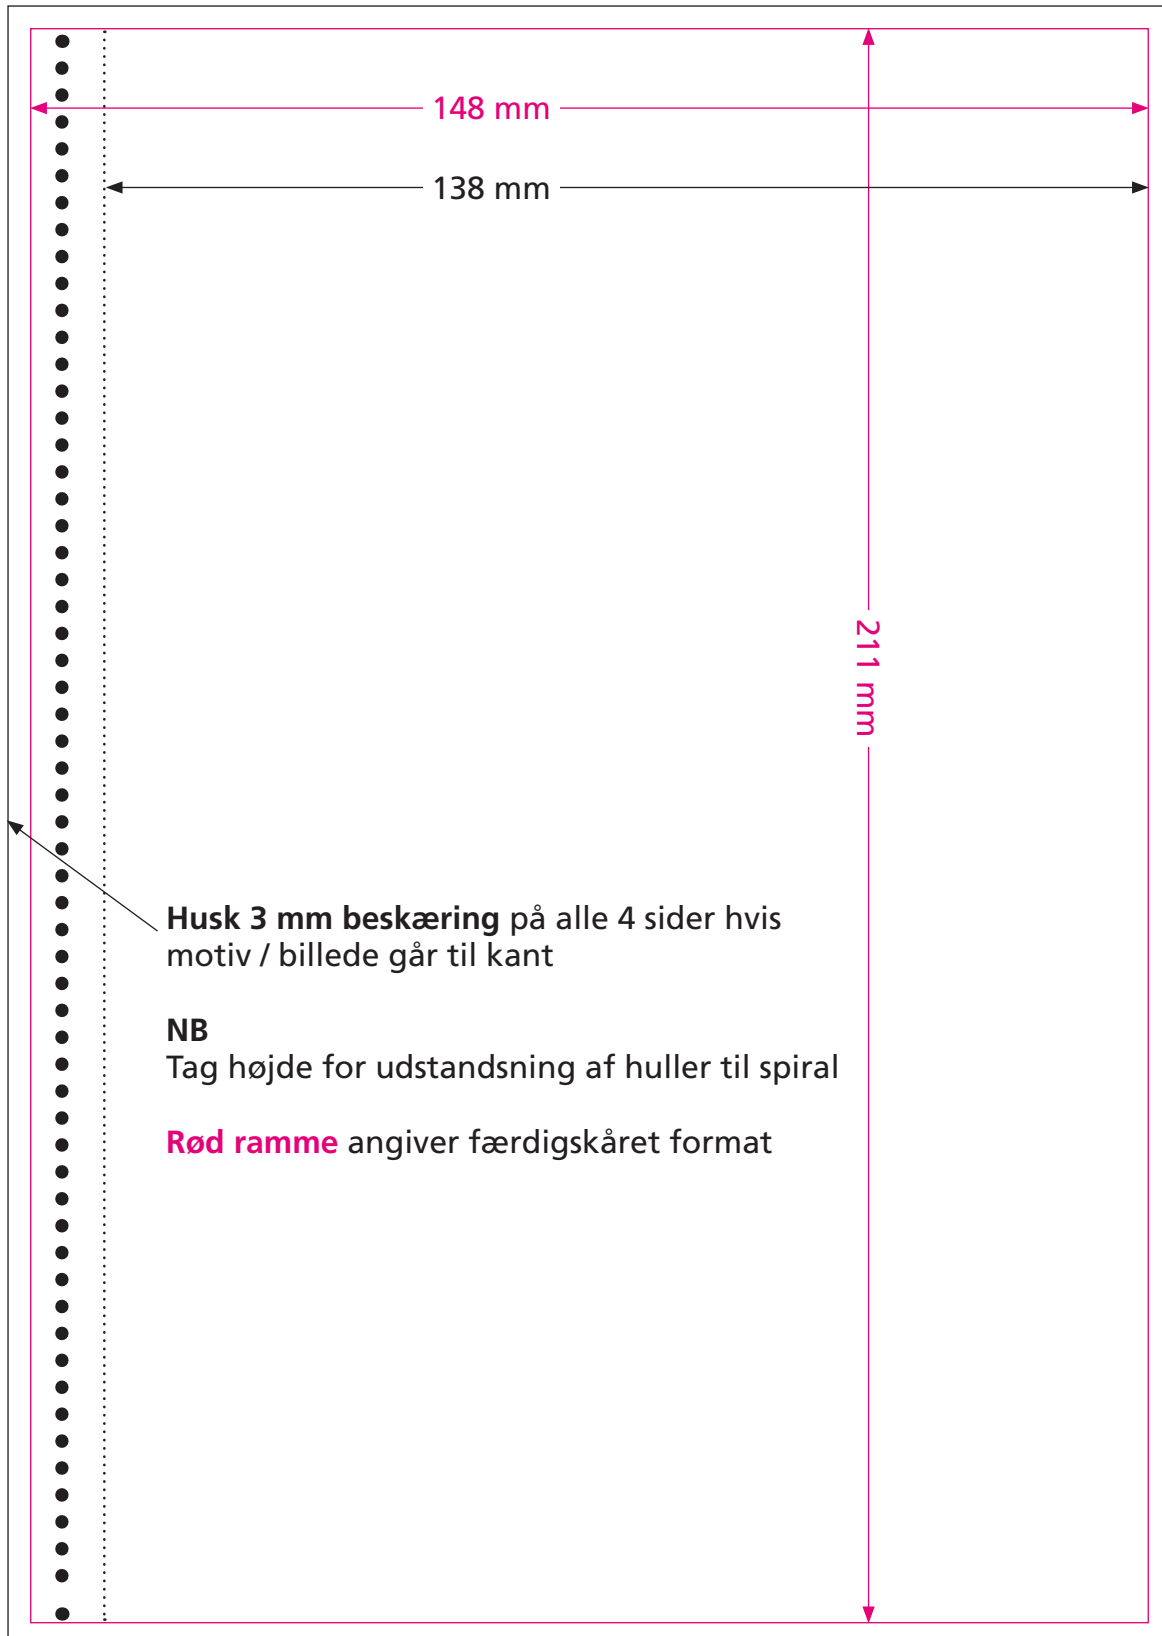 148 mm
138 mm
211 mm
Husk 3 mm beskæring på alle 4 sider hvis
motiv / billede går til kant
NB
Tag højde for udstandsning af huller til spiral
Rød ramme angiver færdigskåret format